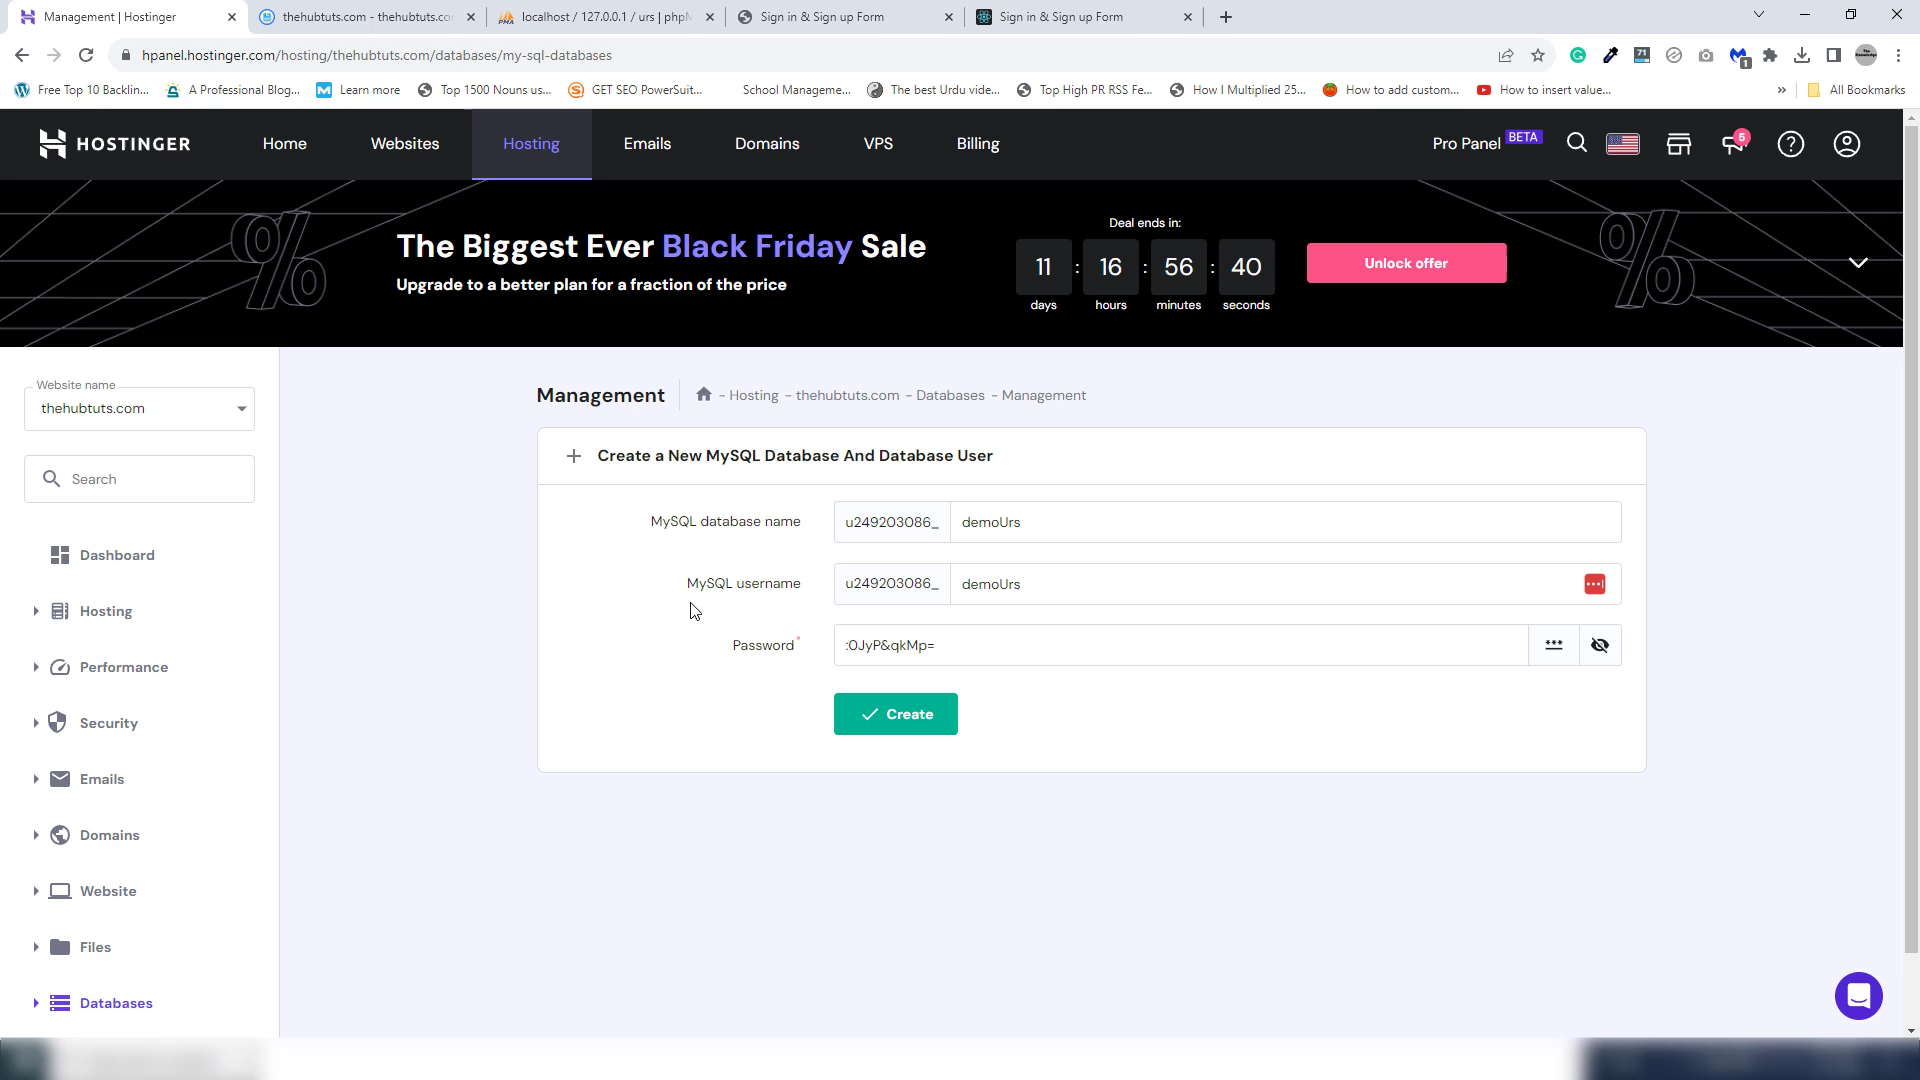 Management | Hostinger
thehubtuts.com - thehubtuts.co
localhost / 127.0.0.1 / urs | phpM
Sign in & Sign up Form
Sign in & Sign up Form
hpanel.hostinger.com/hosting/thehubtuts.com/databases/my-sql-databases
71
1
Free Top 10 Backlin...
A Professional Blog...
Learn more
Top 1500 Nouns us...
GET SEO PowerSuit...
School Manageme...
The best Urdu vide...
Top High PR RSS Fe...
How I Multiplied 25...
How to add custom...
How to insert value...
»
All Bookmarks
HOSTINGER
Home
Websites
Hosting
Emails
Domains
VPS
Billing
Pro Panel BETA
5
The Biggest Ever Black Friday Sale
Upgrade to a better plan for a fraction of the price
Deal ends in:
11 : 16 : 56 : 40
days hours minutes seconds
Unlock offer
Website name
thehubtuts.com
Search
Dashboard
Hosting
Performance
Security
Emails
Domains
Website
Files
Databases
Management
- Hosting - thehubtuts.com - Databases - Management
Create a New MySQL Database And Database User
MySQL database name u249203086_ demoUrs
MySQL username u249203086_ demoUrs
Password* :0JyP&qkMp=
Create